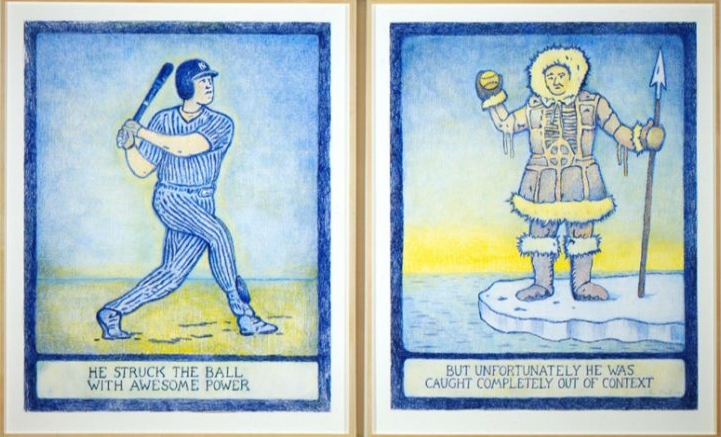 HE STRUCK THE BALL
WITH AWESOME POWER
BUT UNFORTUNATELY HE WAS
CAUGHT COMPLETELY OUT OF CONTEXT